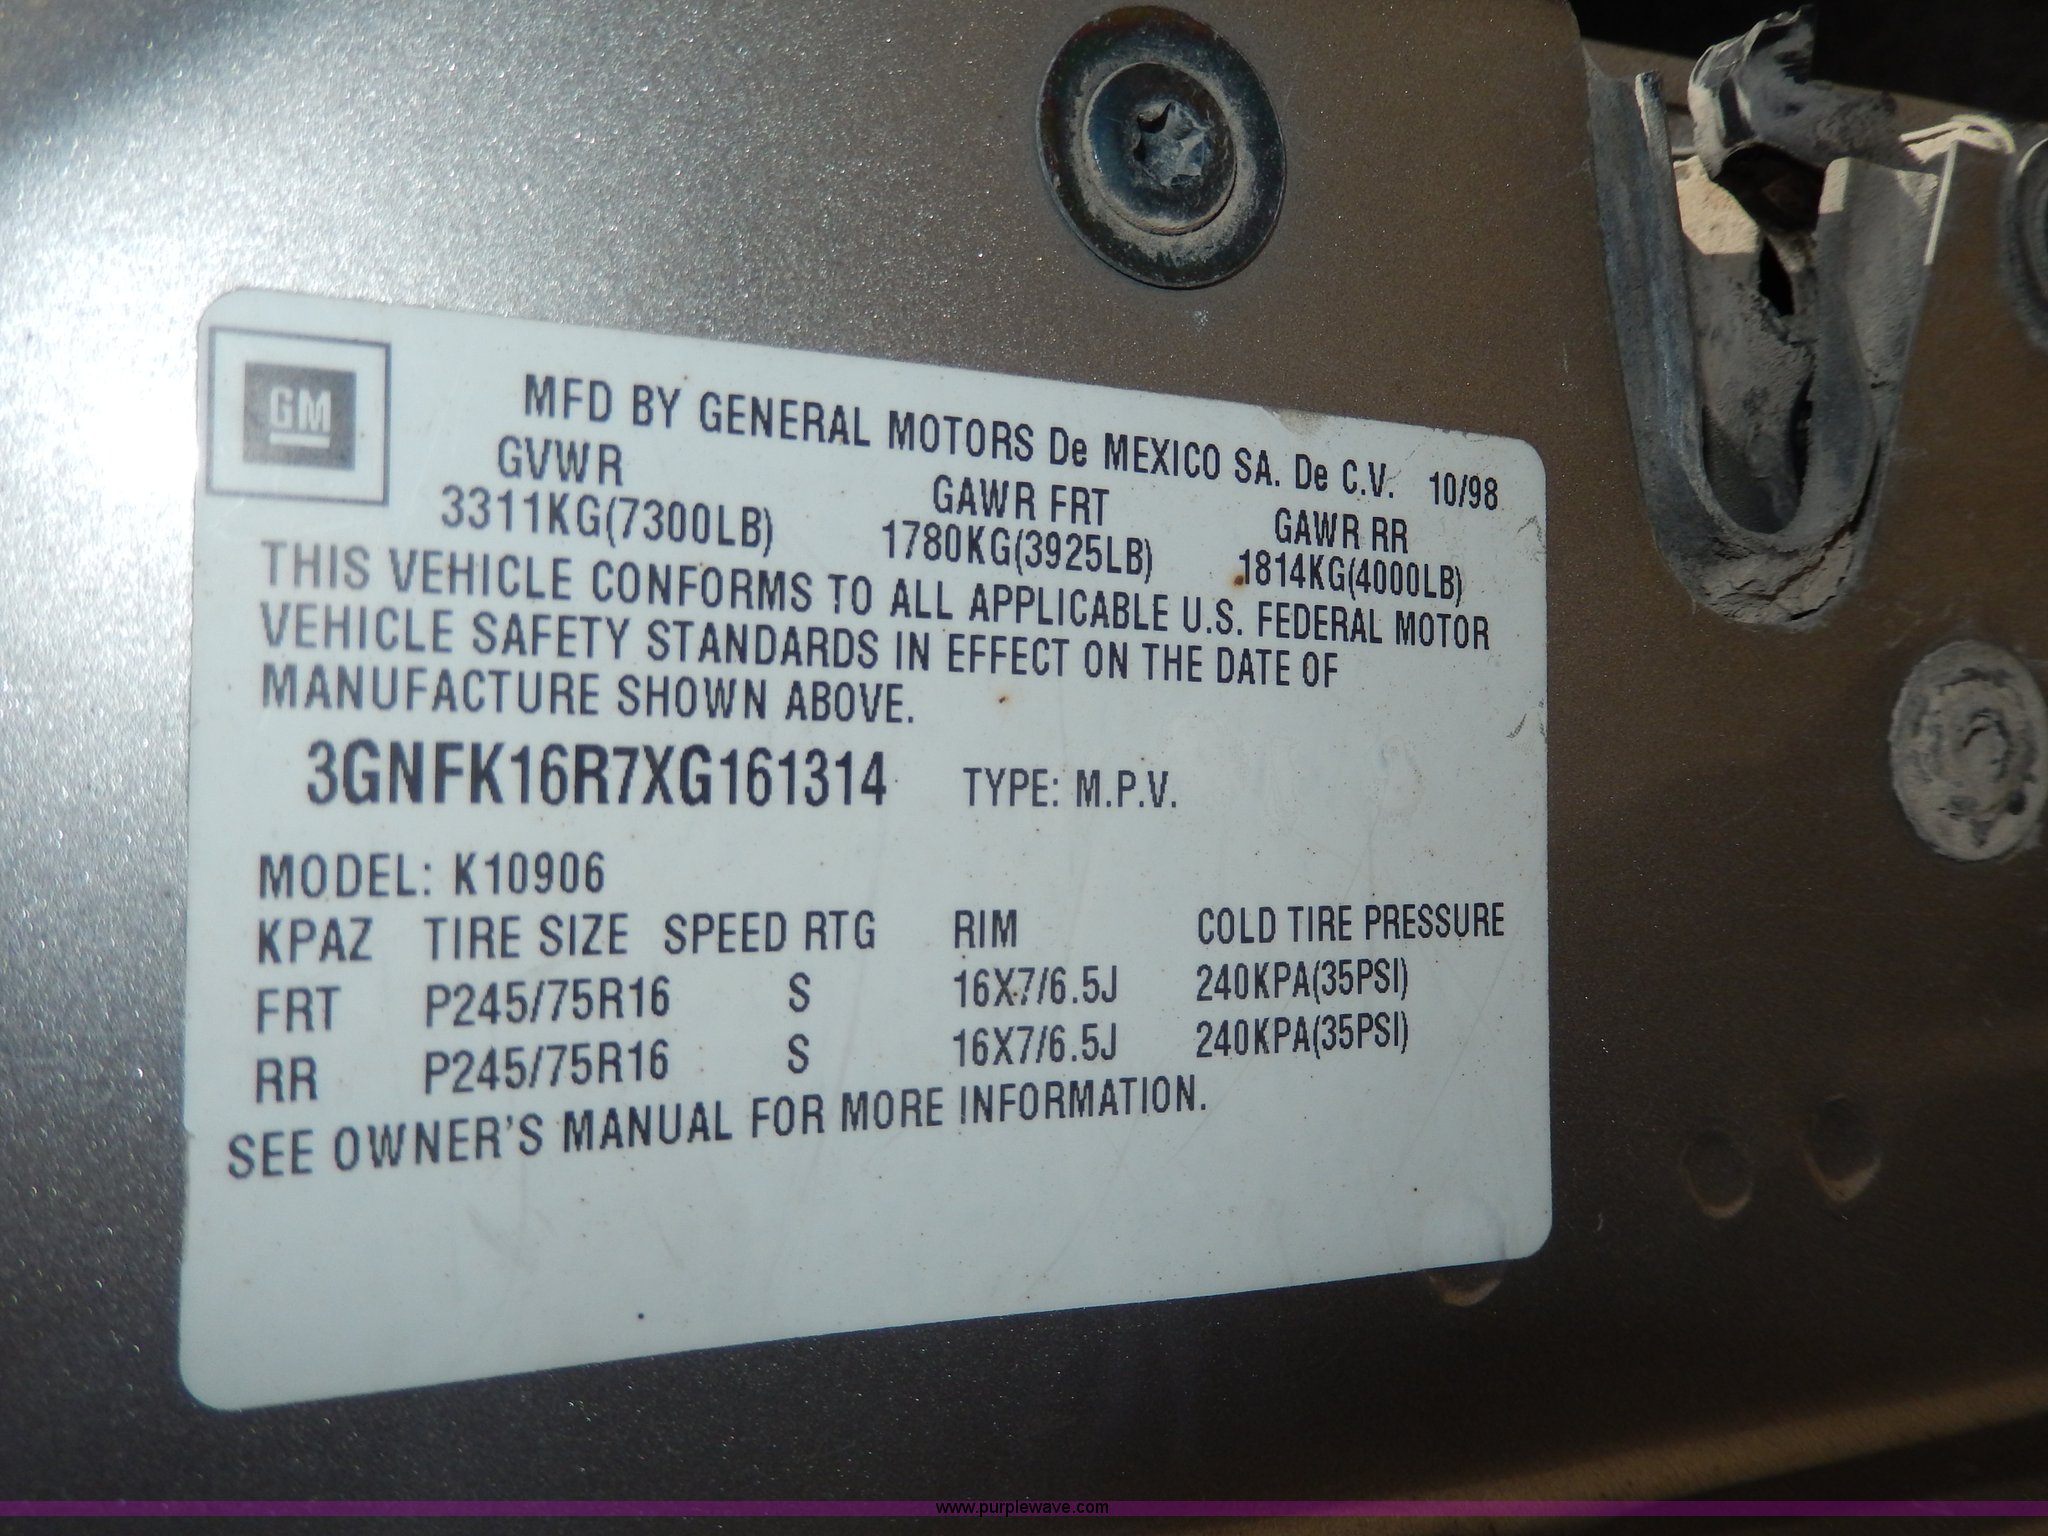 GM
MFD BY GENERAL MOTORS De MEXICO SA. De C.V. 10/98
GVWR GAWR FRT GAWR RR
3311KG(7300LB) 1780KG(3925LB) 1814KG(4000LB)
THIS VEHICLE CONFORMS TO ALL APPLICABLE U.S. FEDERAL MOTOR
VEHICLE SAFETY STANDARDS IN EFFECT ON THE DATE OF
MANUFACTURE SHOWN ABOVE.
3GNFK16R7XG161314 TYPE: M.P.V.
MODEL: K10906
KPAZ TIRE SIZE SPEED RTG RIM COLD TIRE PRESSURE
FRT P245/75R16 S 16X7/6.5J 240KPA(35PSI)
RR P245/75R16 S 16X7/6.5J 240KPA(35PSI)
SEE OWNER'S MANUAL FOR MORE INFORMATION.
www.purplewave.com